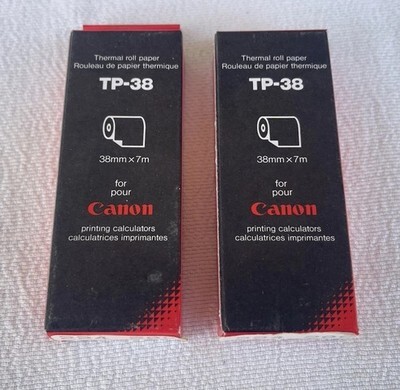 Thermal roll paper
Rouleau de papier thermique
TP-38
38mm×7m
for
pour
Canon
printing calculators
calculatrices imprimantes
Thermal roll paper
Rouleau de papier thermique
TP-38
38mm×7m
for
pour
Canon
printing calculators
calculatrices imprimantes